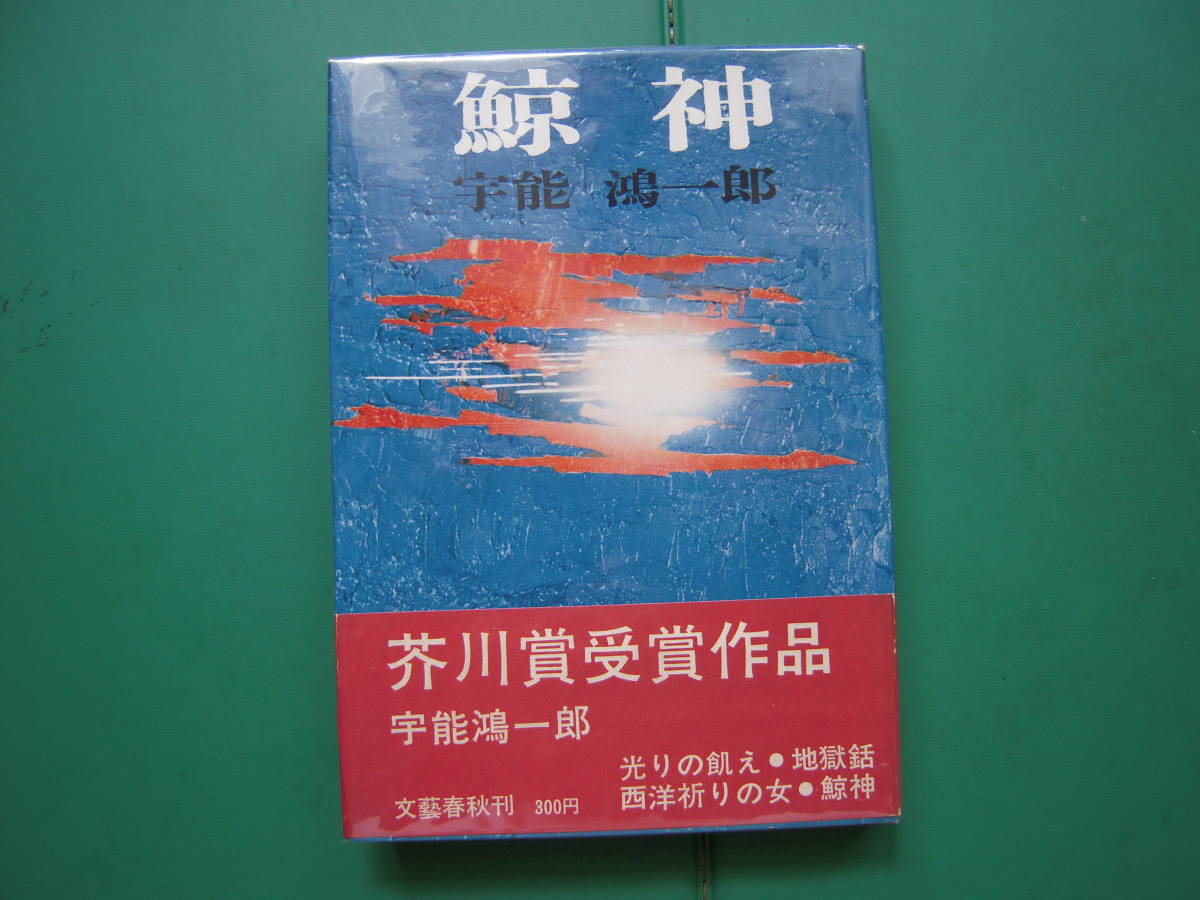 鯨神
宇能 鴻一郎
芥川賞受賞作品
宇能鴻一郎
光りの飢え●地獄銛
西洋祈りの女●鯨神
文藝春秋刊 300円